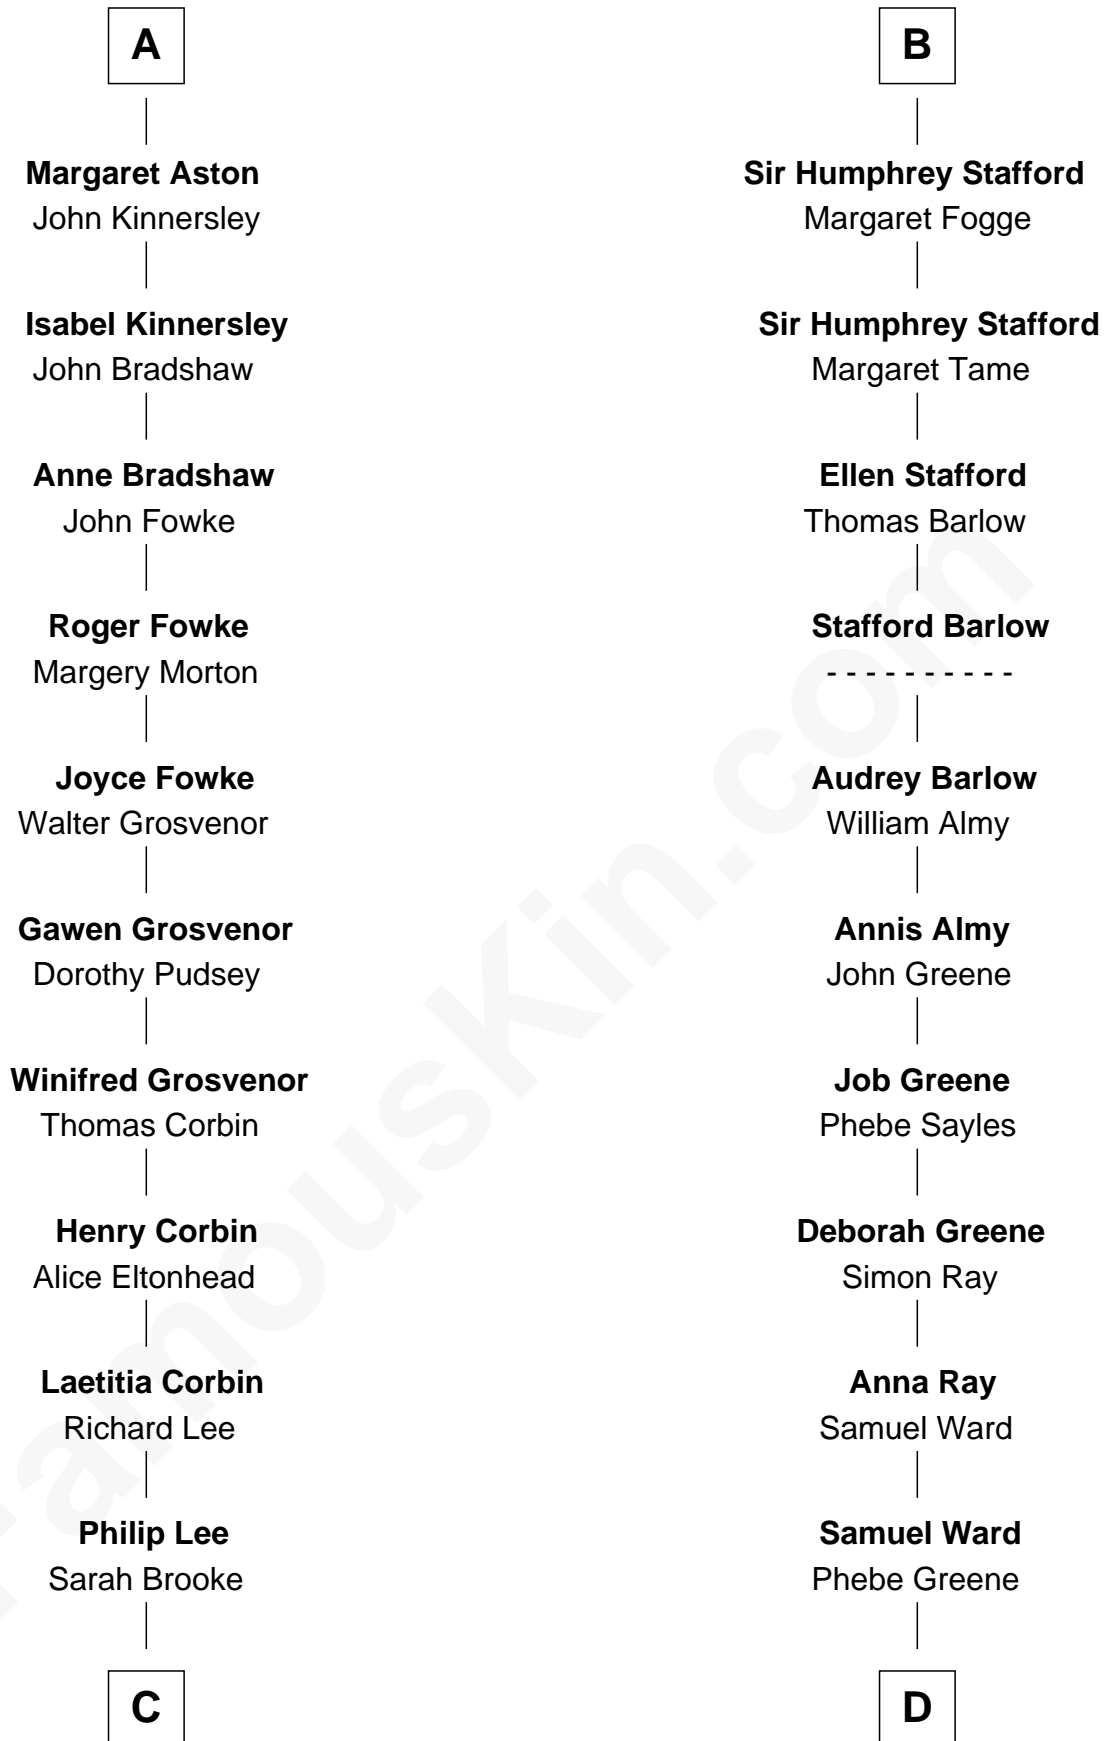 A
Margaret Aston
John Kinnersley
Isabel Kinnersley
John Bradshaw
Anne Bradshaw
John Fowke
Roger Fowke
Margery Morton
Joyce Fowke
Walter Grosvenor
Gawen Grosvenor
Dorothy Pudsey
Winifred Grosvenor
Thomas Corbin
Henry Corbin
Alice Eltonhead
Laetitia Corbin
Richard Lee
Philip Lee
Sarah Brooke
C
B
Sir Humphrey Stafford
Margaret Fogge
Sir Humphrey Stafford
Margaret Tame
Ellen Stafford
Thomas Barlow
Stafford Barlow
- - - - - - - - - -
Audrey Barlow
William Almy
Annis Almy
John Greene
Job Greene
Phebe Sayles
Deborah Greene
Simon Ray
Anna Ray
Samuel Ward
Samuel Ward
Phebe Greene
D
FamousKin.com